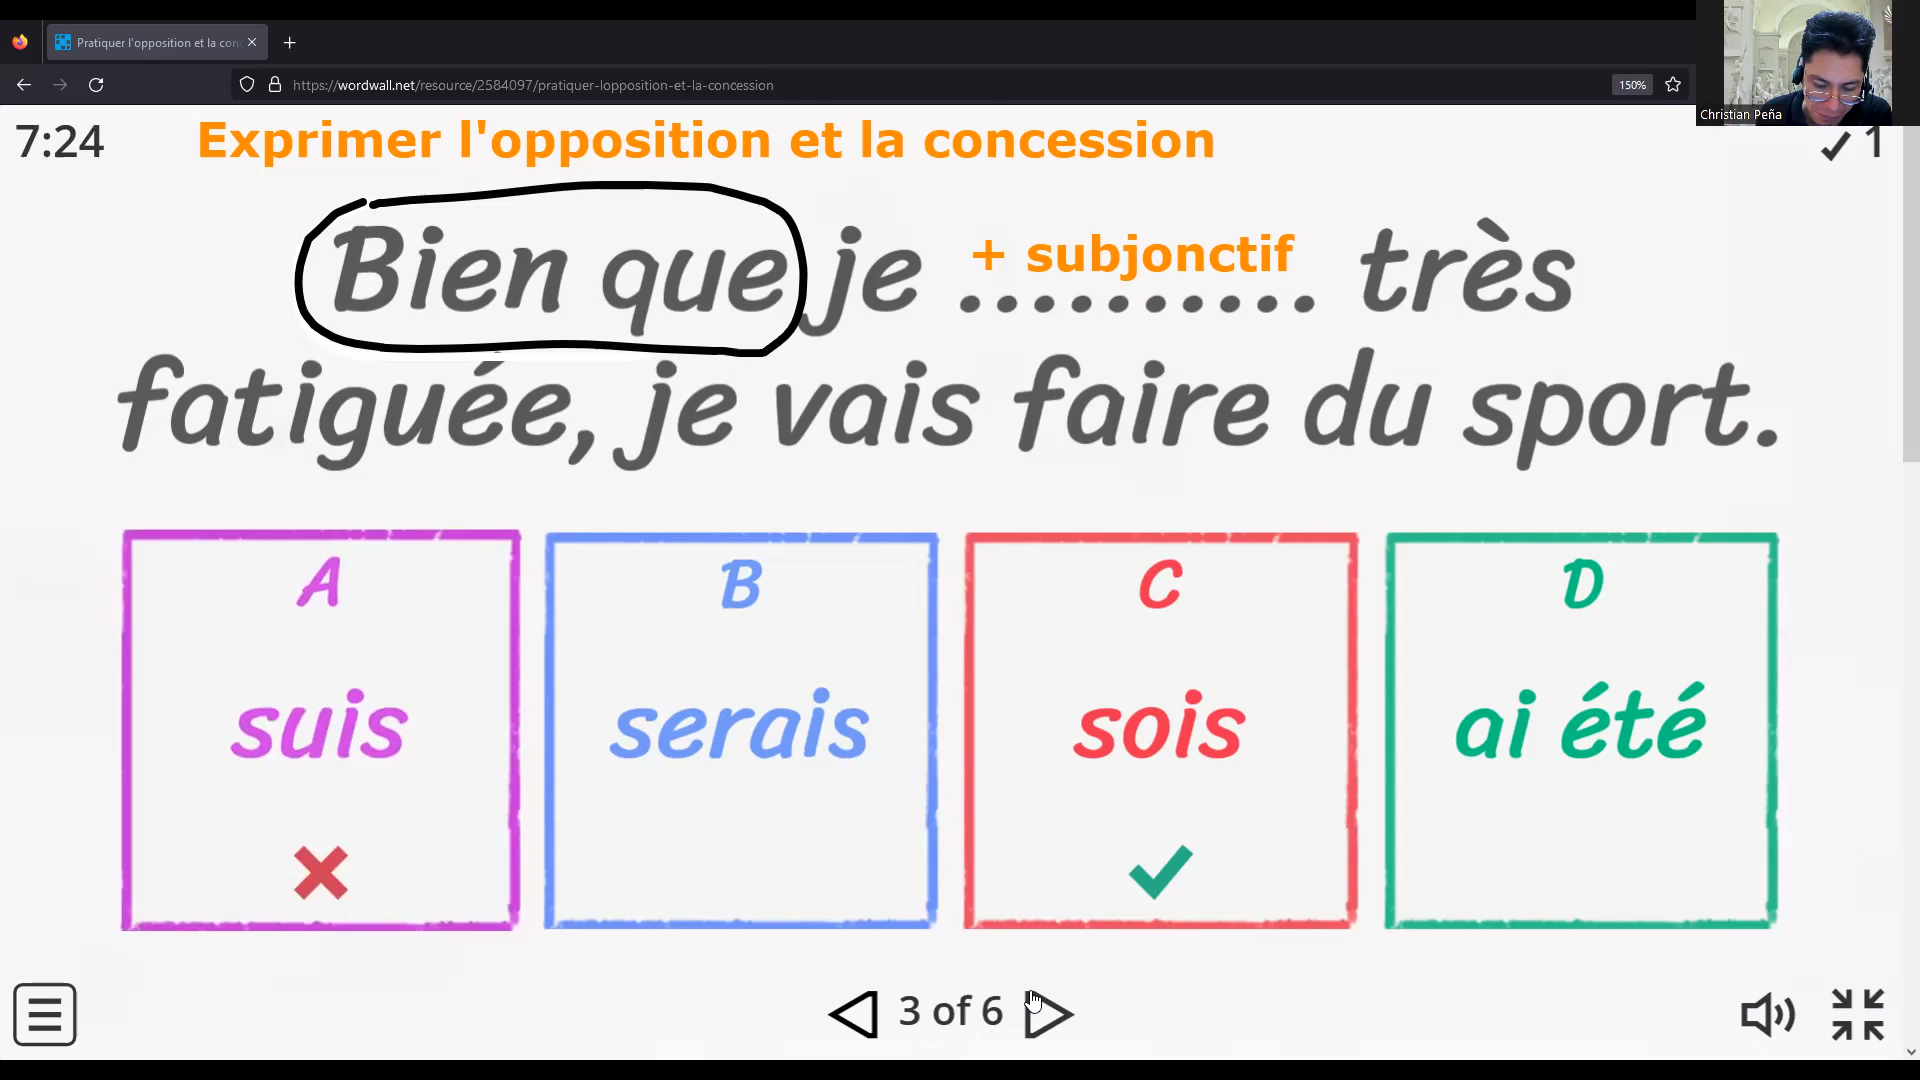 Pratiquer l'opposition et la con
https://wordwall.net/resource/2584097/pratiquer-lopposition-et-la-concession
150%
Christian Peña
7:24
Exprimer l'opposition et la concession
1
Bien que je .......... très
+ subjonctif
fatiguée, je vais faire du sport.
A
B
C
D
suis
serais
sois
ai été
3 of 6